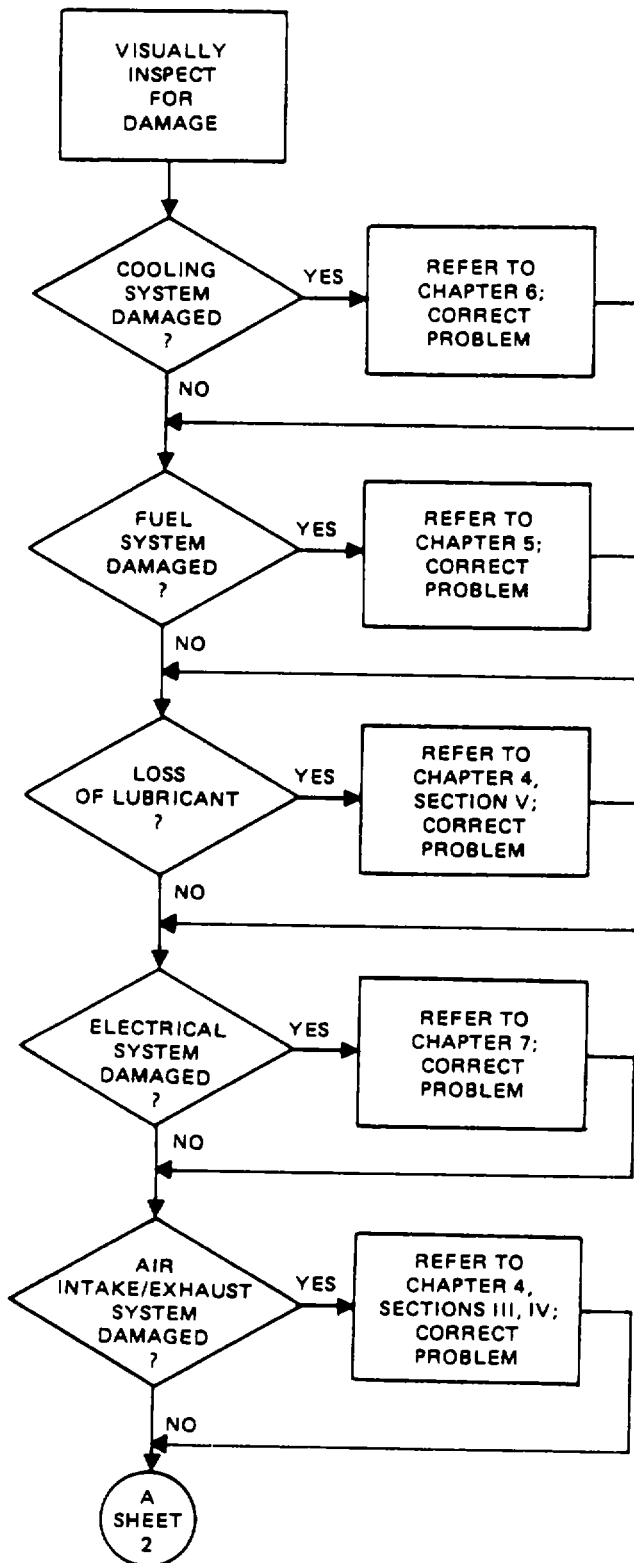 VISUALLY
INSPECT
FOR
DAMAGE
COOLING
SYSTEM
DAMAGED
?
YES
REFER TO
CHAPTER 6;
CORRECT
PROBLEM
NO
FUEL
SYSTEM
DAMAGED
?
YES
REFER TO
CHAPTER 5;
CORRECT
PROBLEM
NO
LOSS
OF LUBRICANT
?
YES
REFER TO
CHAPTER 4,
SECTION V;
CORRECT
PROBLEM
NO
ELECTRICAL
SYSTEM
DAMAGED
?
YES
REFER TO
CHAPTER 7;
CORRECT
PROBLEM
NO
AIR
INTAKE/EXHAUST
SYSTEM
DAMAGED
?
YES
REFER TO
CHAPTER 4,
SECTIONS III, IV;
CORRECT
PROBLEM
NO
A
SHEET
2